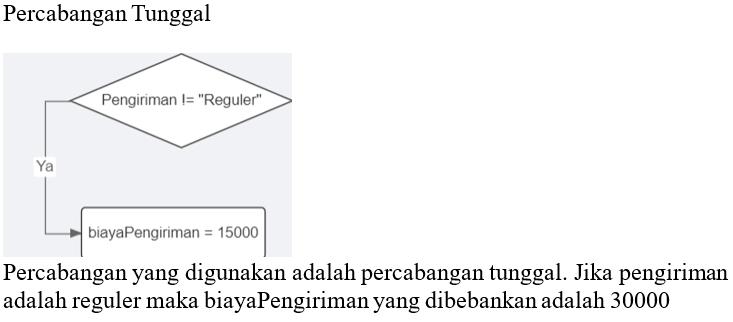 Percabangan Tunggal
Pengiriman != "Reguler"
Ya
biayaPengiriman = 15000
Percabangan yang digunakan adalah percabangan tunggal. Jika pengiriman
adalah reguler maka biayaPengiriman yang dibebankan adalah 30000